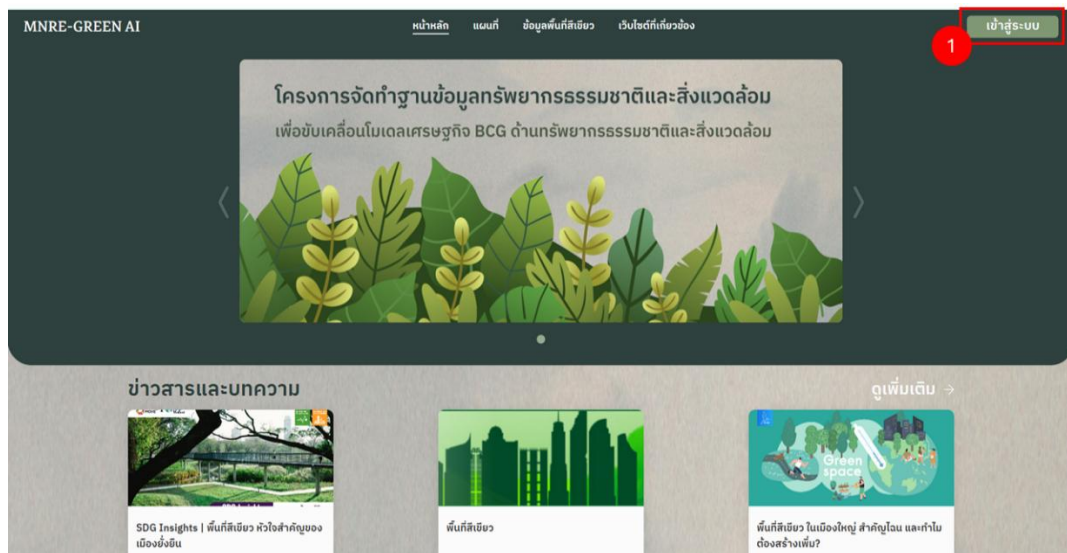 MNRE-GREEN AI
หน้าหลัก
แผนที่
ข้อมูลพื้นที่สีเขียว
เว็บไซต์ที่เกี่ยวข้อง
เข้าสู่ระบบ
1
โครงการจัดทำฐานข้อมูลทรัพยากรธรรมชาติและสิ่งแวดล้อม
เพื่อขับเคลื่อนโมเดลเศรษฐกิจ BCG ด้านทรัพยากรธรรมชาติและสิ่งแวดล้อม
ข่าวสารและบทความ
ดูเพิ่มเติม
Green
space
SDG Insights | พื้นที่สีเขียว หัวใจสำคัญของ
เมืองยั่งยืน
พื้นที่สีเขียว
พื้นที่สีเขียว ในเมืองใหญ่ สำคัญไฉน และทำไม
ต้องสร้างเพิ่ม?